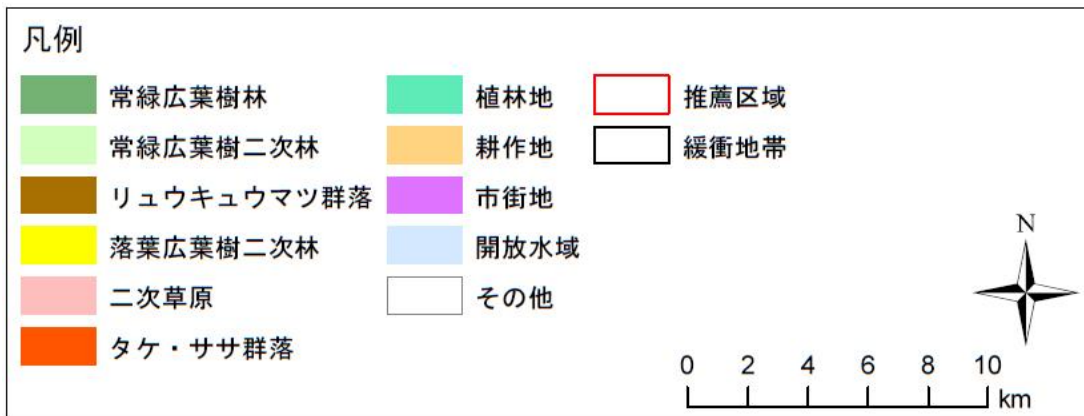 凡例
常緑広葉樹林
常緑広葉樹二次林
リュウキュウマツ群落
落葉広葉樹二次林
二次草原
タケ・ササ群落
植林地
耕作地
市街地
開放水域
その他
推薦区域
緩衝地帯
N
0 2 4 6 8 10
km